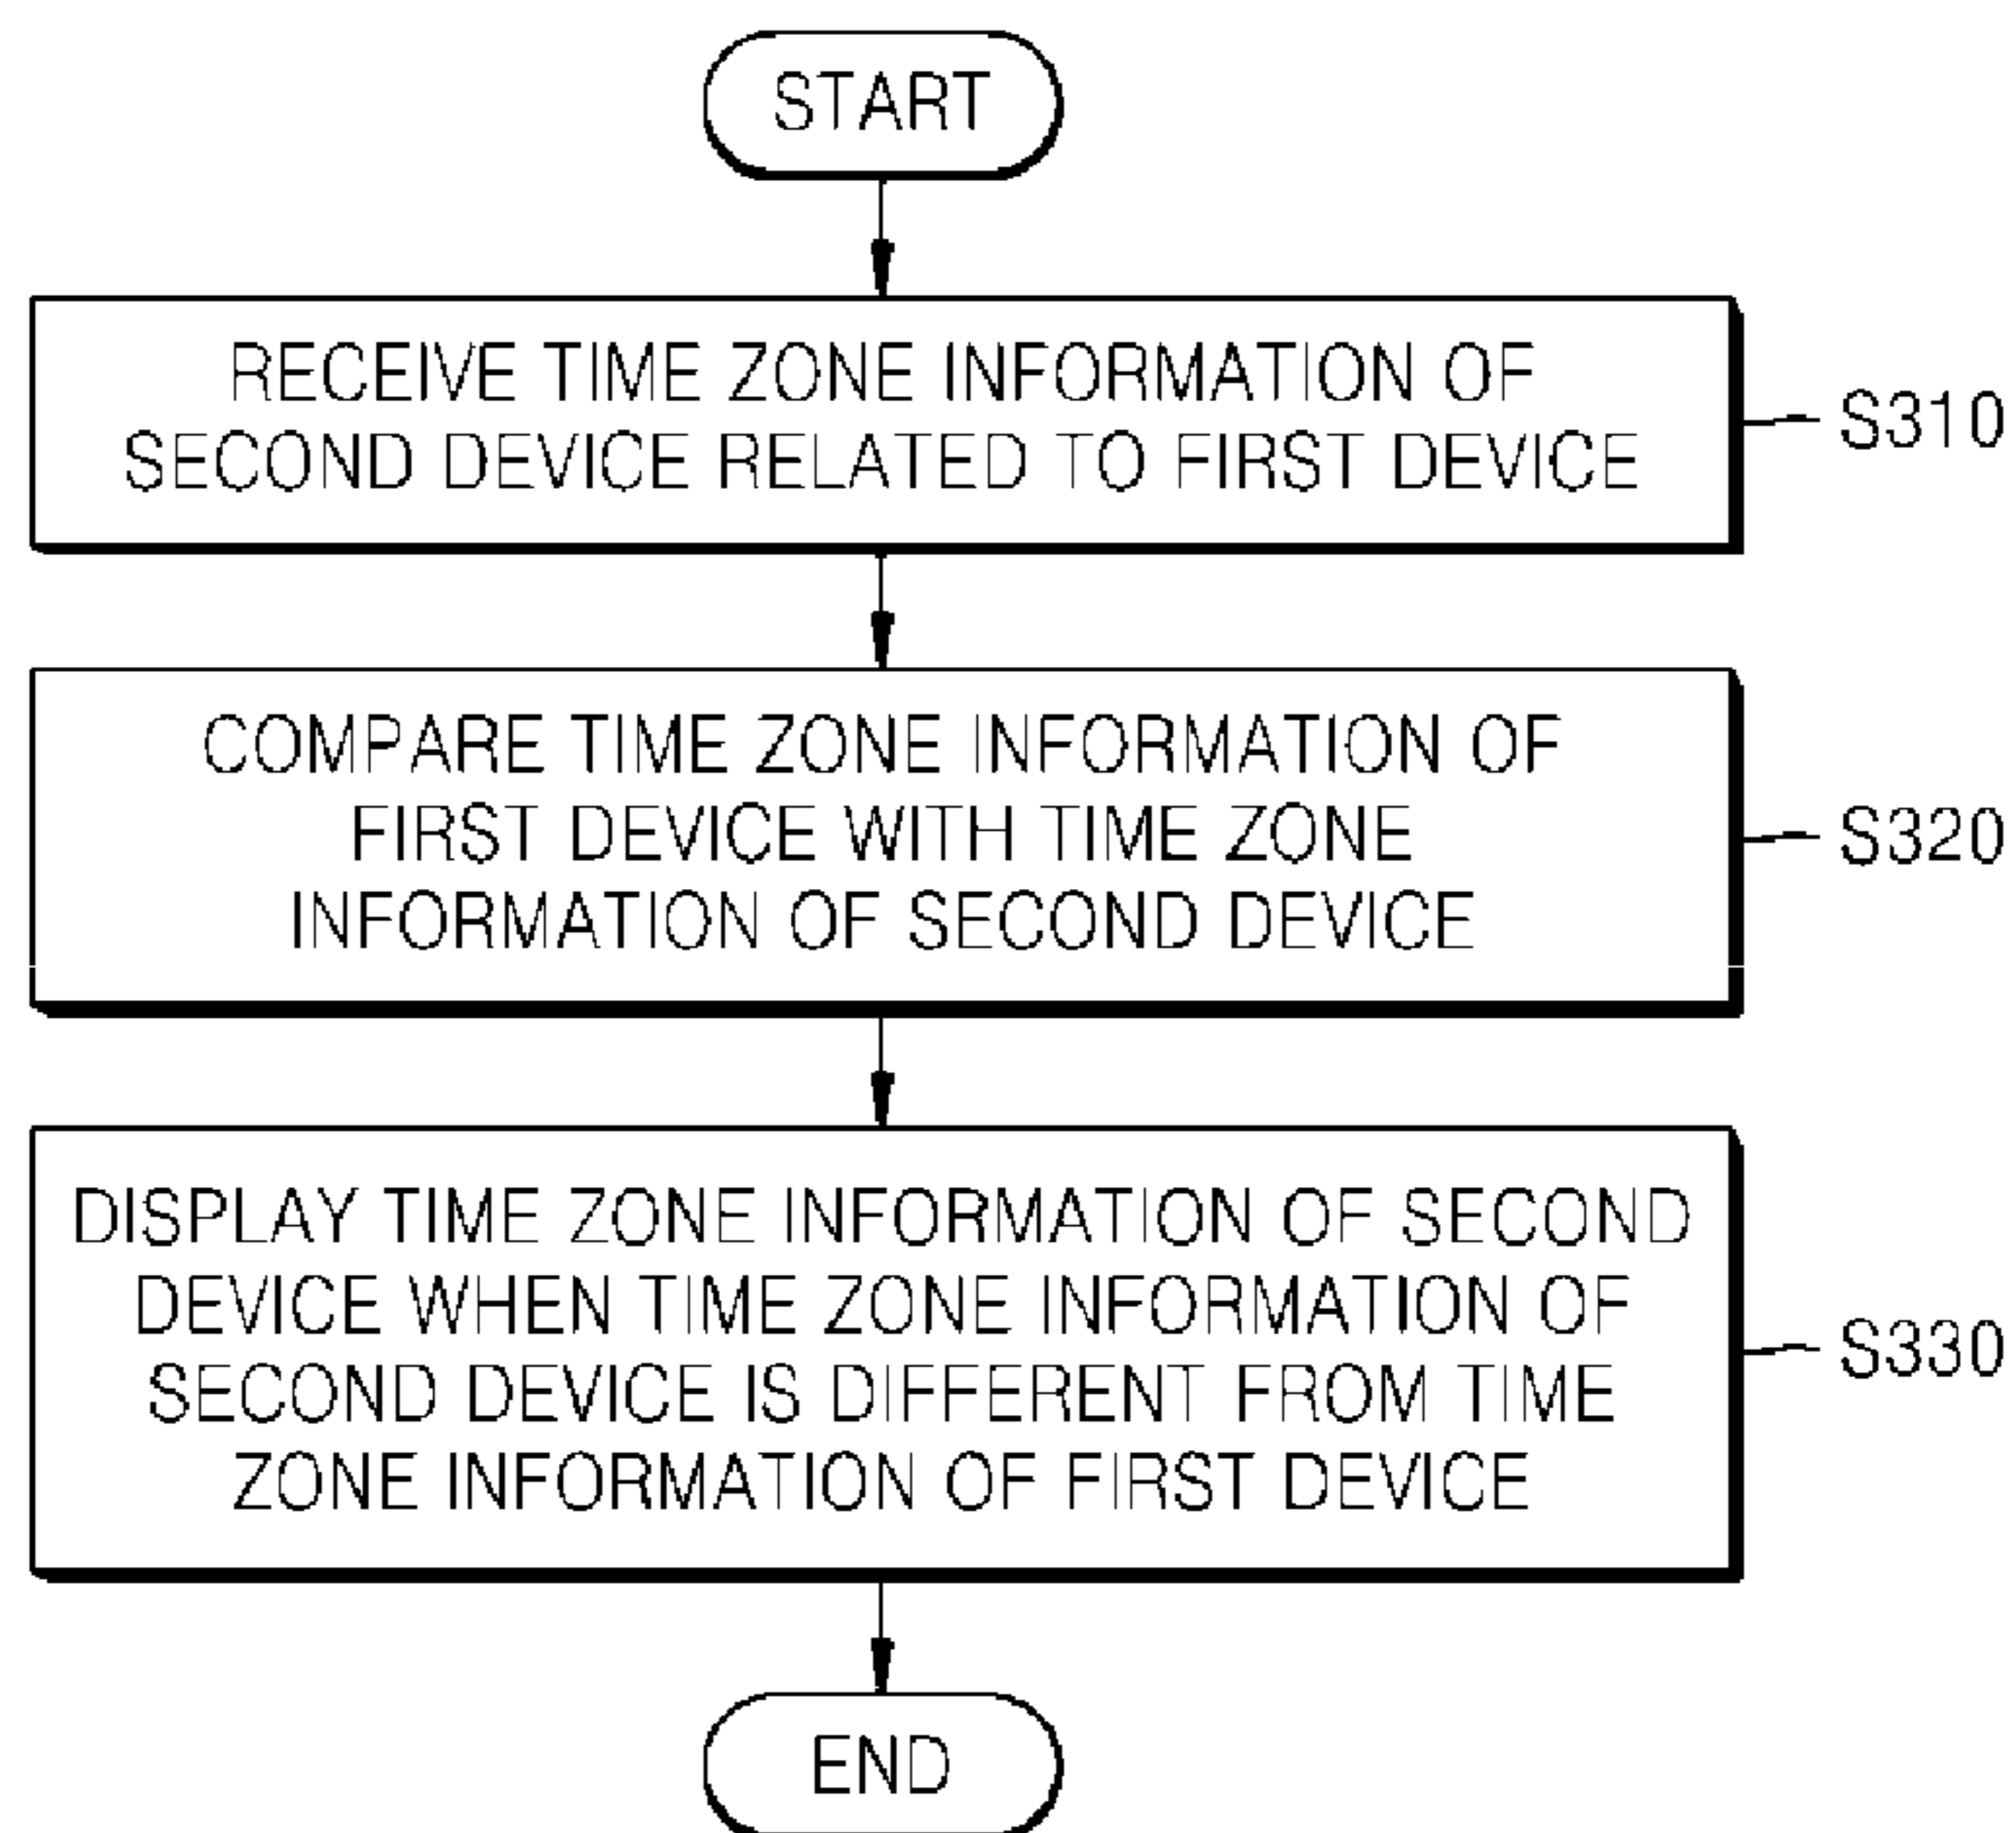 START
RECEIVE TIME ZONE INFORMATION OF
SECOND DEVICE RELATED TO FIRST DEVICE
S310
COMPARE TIME ZONE INFORMATION OF
FIRST DEVICE WITH TIME ZONE
INFORMATION OF SECOND DEVICE
S320
DISPLAY TIME ZONE INFORMATION OF SECOND
DEVICE WHEN TIME ZONE INFORMATION OF
SECOND DEVICE IS DIFFERENT FROM TIME
ZONE INFORMATION OF FIRST DEVICE
S330
END